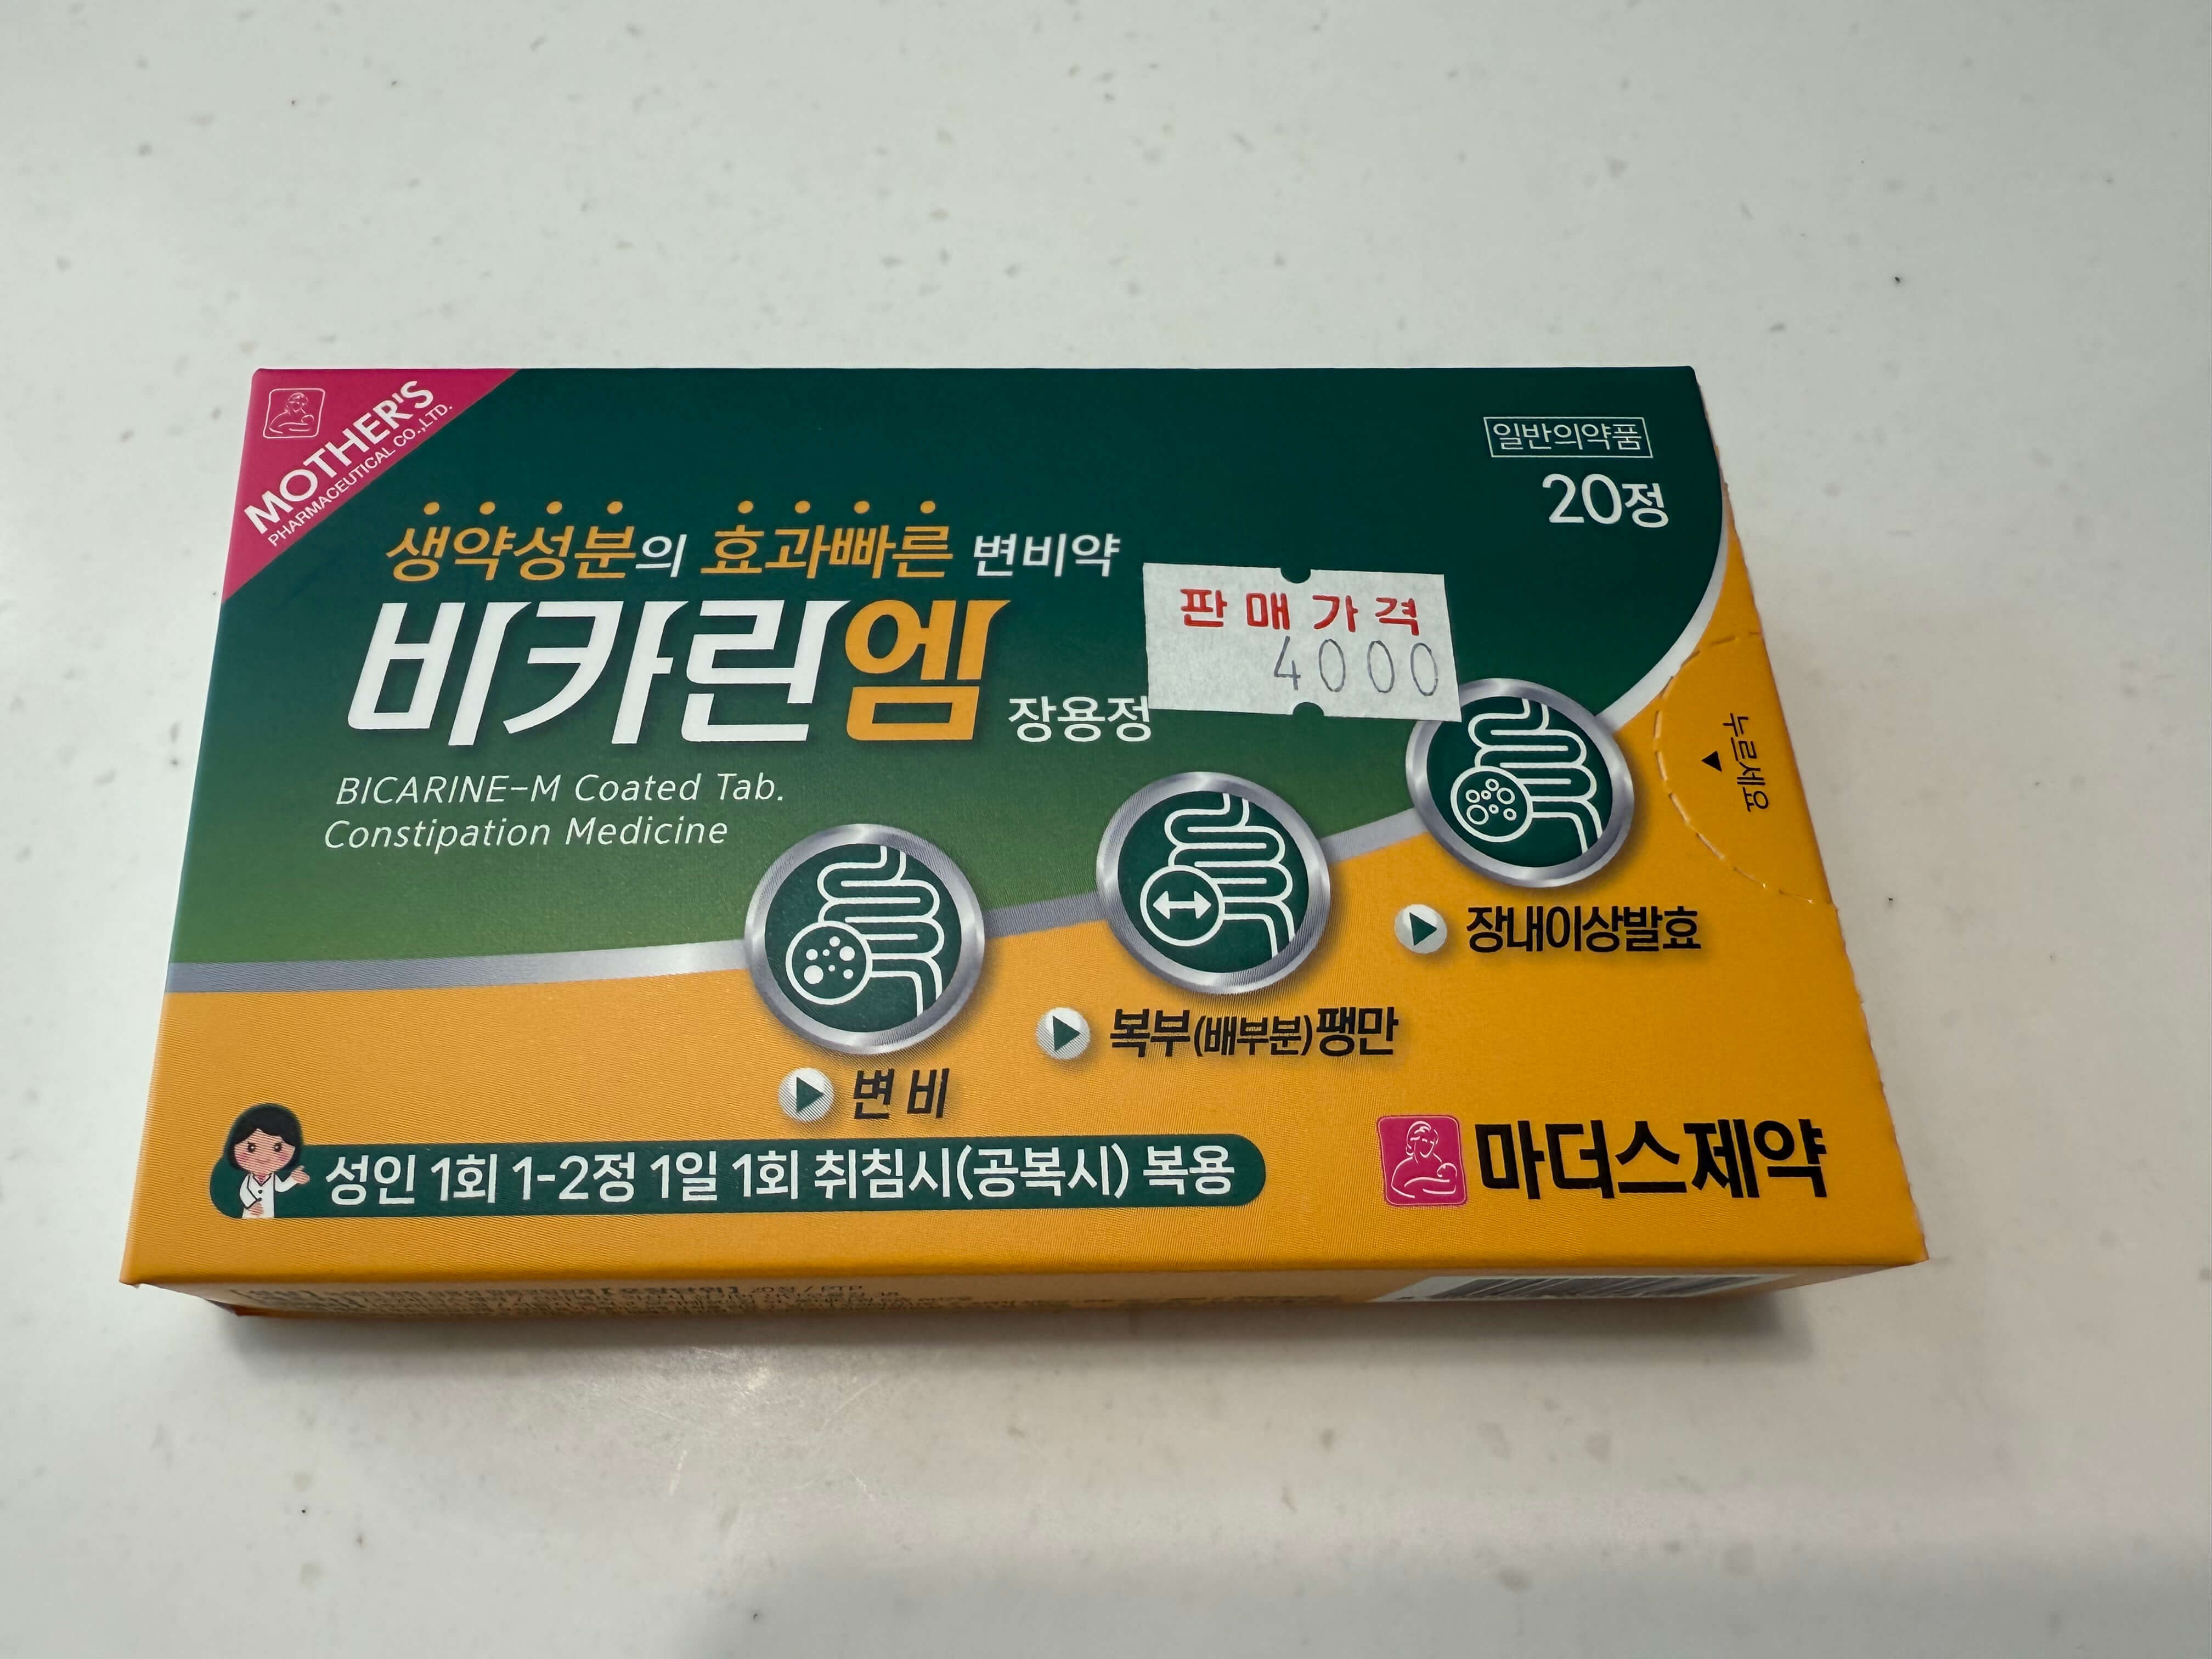 MOTHER'S
PHARMACEUTICAL CO.,LTD.
일반의약품
20정
생약성분의 효과빠른 변비약
비카린엠 장용정
판매가격
4000
BICARINE-M Coated Tab.
Constipation Medicine
누르세요
장내이상발효
복부(배부분)팽만
변비
성인 1회 1-2정 1일 1회 취침시(공복시) 복용
마더스제약